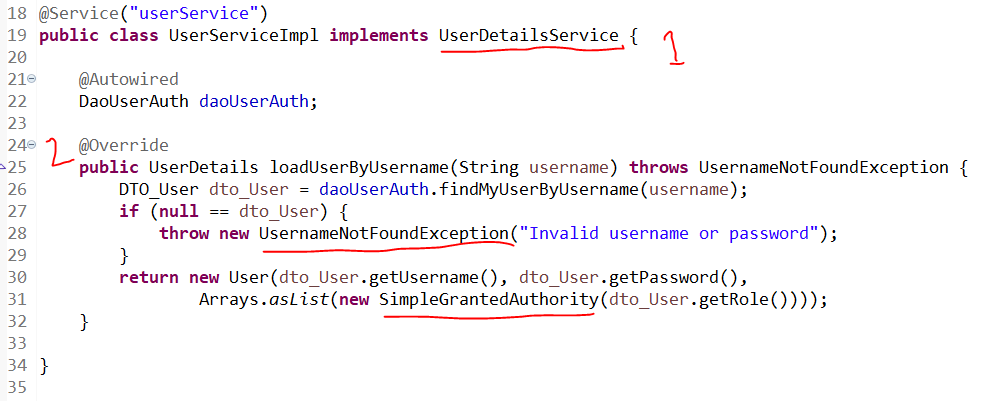 18 @Service("userService")
19 public class UserServiceImpl implements UserDetailsService { 1
20
21 @Autowired
22 DaoUserAuth daoUserAuth;
23
24 2 @Override
25 public UserDetails loadUserByUsername(String username) throws UsernameNotFoundException {
26 DTO_User dto_User = daoUserAuth.findMyUserByUsername(username);
27 if (null == dto_User) {
28 throw new UsernameNotFoundException("Invalid username or password");
29 }
30 return new User(dto_User.getUsername(), dto_User.getPassword(),
31 Arrays.asList(new SimpleGrantedAuthority(dto_User.getRole())));
32 }
33
34 }
35